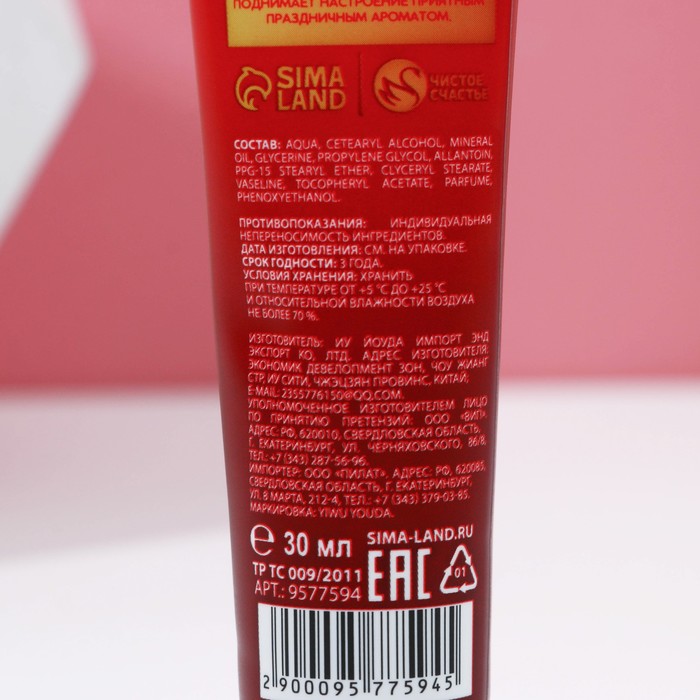 ПОДНИМАЕТ НАСТРОЕНИЕ ПРИЯТНЫМ
ПРАЗДНИЧНЫМ АРОМАТОМ.
SIMA LAND
ЧИСТОЕ СЧАСТЬЕ
СОСТАВ: AQUA, CETEARYL ALCOHOL, MINERAL
OIL, GLYCERINE, PROPYLENE GLYCOL, ALLANTOIN,
PPG-15 STEARYL ETHER, GLYCERYL STEARATE,
VASELINE, TOCOPHERYL ACETATE, PARFUME,
PHENOXYETHANOL.
ПРОТИВОПОКАЗАНИЯ: ИНДИВИДУАЛЬНАЯ
НЕПЕРЕНОСИМОСТЬ ИНГРЕДИЕНТОВ.
ДАТА ИЗГОТОВЛЕНИЯ: СМ. НА УПАКОВКЕ.
СРОК ГОДНОСТИ: 3 ГОДА.
УСЛОВИЯ ХРАНЕНИЯ: ХРАНИТЬ
ПРИ ТЕМПЕРАТУРЕ ОТ +5 °C ДО +25 °C
И ОТНОСИТЕЛЬНОЙ ВЛАЖНОСТИ ВОЗДУХА
НЕ БОЛЕЕ 70 %.
ИЗГОТОВИТЕЛЬ: ИУ ЙОУДА ИМПОРТ ЭНД
ЭКСПОРТ КО, ЛТД. АДРЕС ИЗГОТОВИТЕЛЯ:
ЭКОНОМИК ДЕВЕЛОПМЕНТ ЗОН, ЧОУ ЖИАНГ
СТР, ИУ СИТИ, ЧЖЭЦЗЯН ПРОВИНС, КИТАЙ,
E-MAIL: 2355776150@QQ.COM.
УПОЛНОМОЧЕННОЕ ИЗГОТОВИТЕЛЕМ ЛИЦО
ПО ПРИНЯТИЮ ПРЕТЕНЗИЙ: ООО «ВИП».
АДРЕС: РФ, 620010, СВЕРДЛОВСКАЯ ОБЛАСТЬ,
Г. ЕКАТЕРИНБУРГ, УЛ. ЧЕРНЯХОВСКОГО, 86/8,
ТЕЛ.: +7 (343) 287-56-96.
ИМПОРТЕР: ООО «ПИЛАТ», АДРЕС: РФ, 620085,
СВЕРДЛОВСКАЯ ОБЛАСТЬ, Г. ЕКАТЕРИНБУРГ,
УЛ. 8 МАРТА, 212-4, ТЕЛ.: +7 (343) 379-03-85.
МАРКИРОВКА: YIWU YOUDA.
℮ 30 МЛ SIMA-LAND.RU
ТР ТС 009/2011 EAC 01
АРТ.: 9577594
2 900095 775945